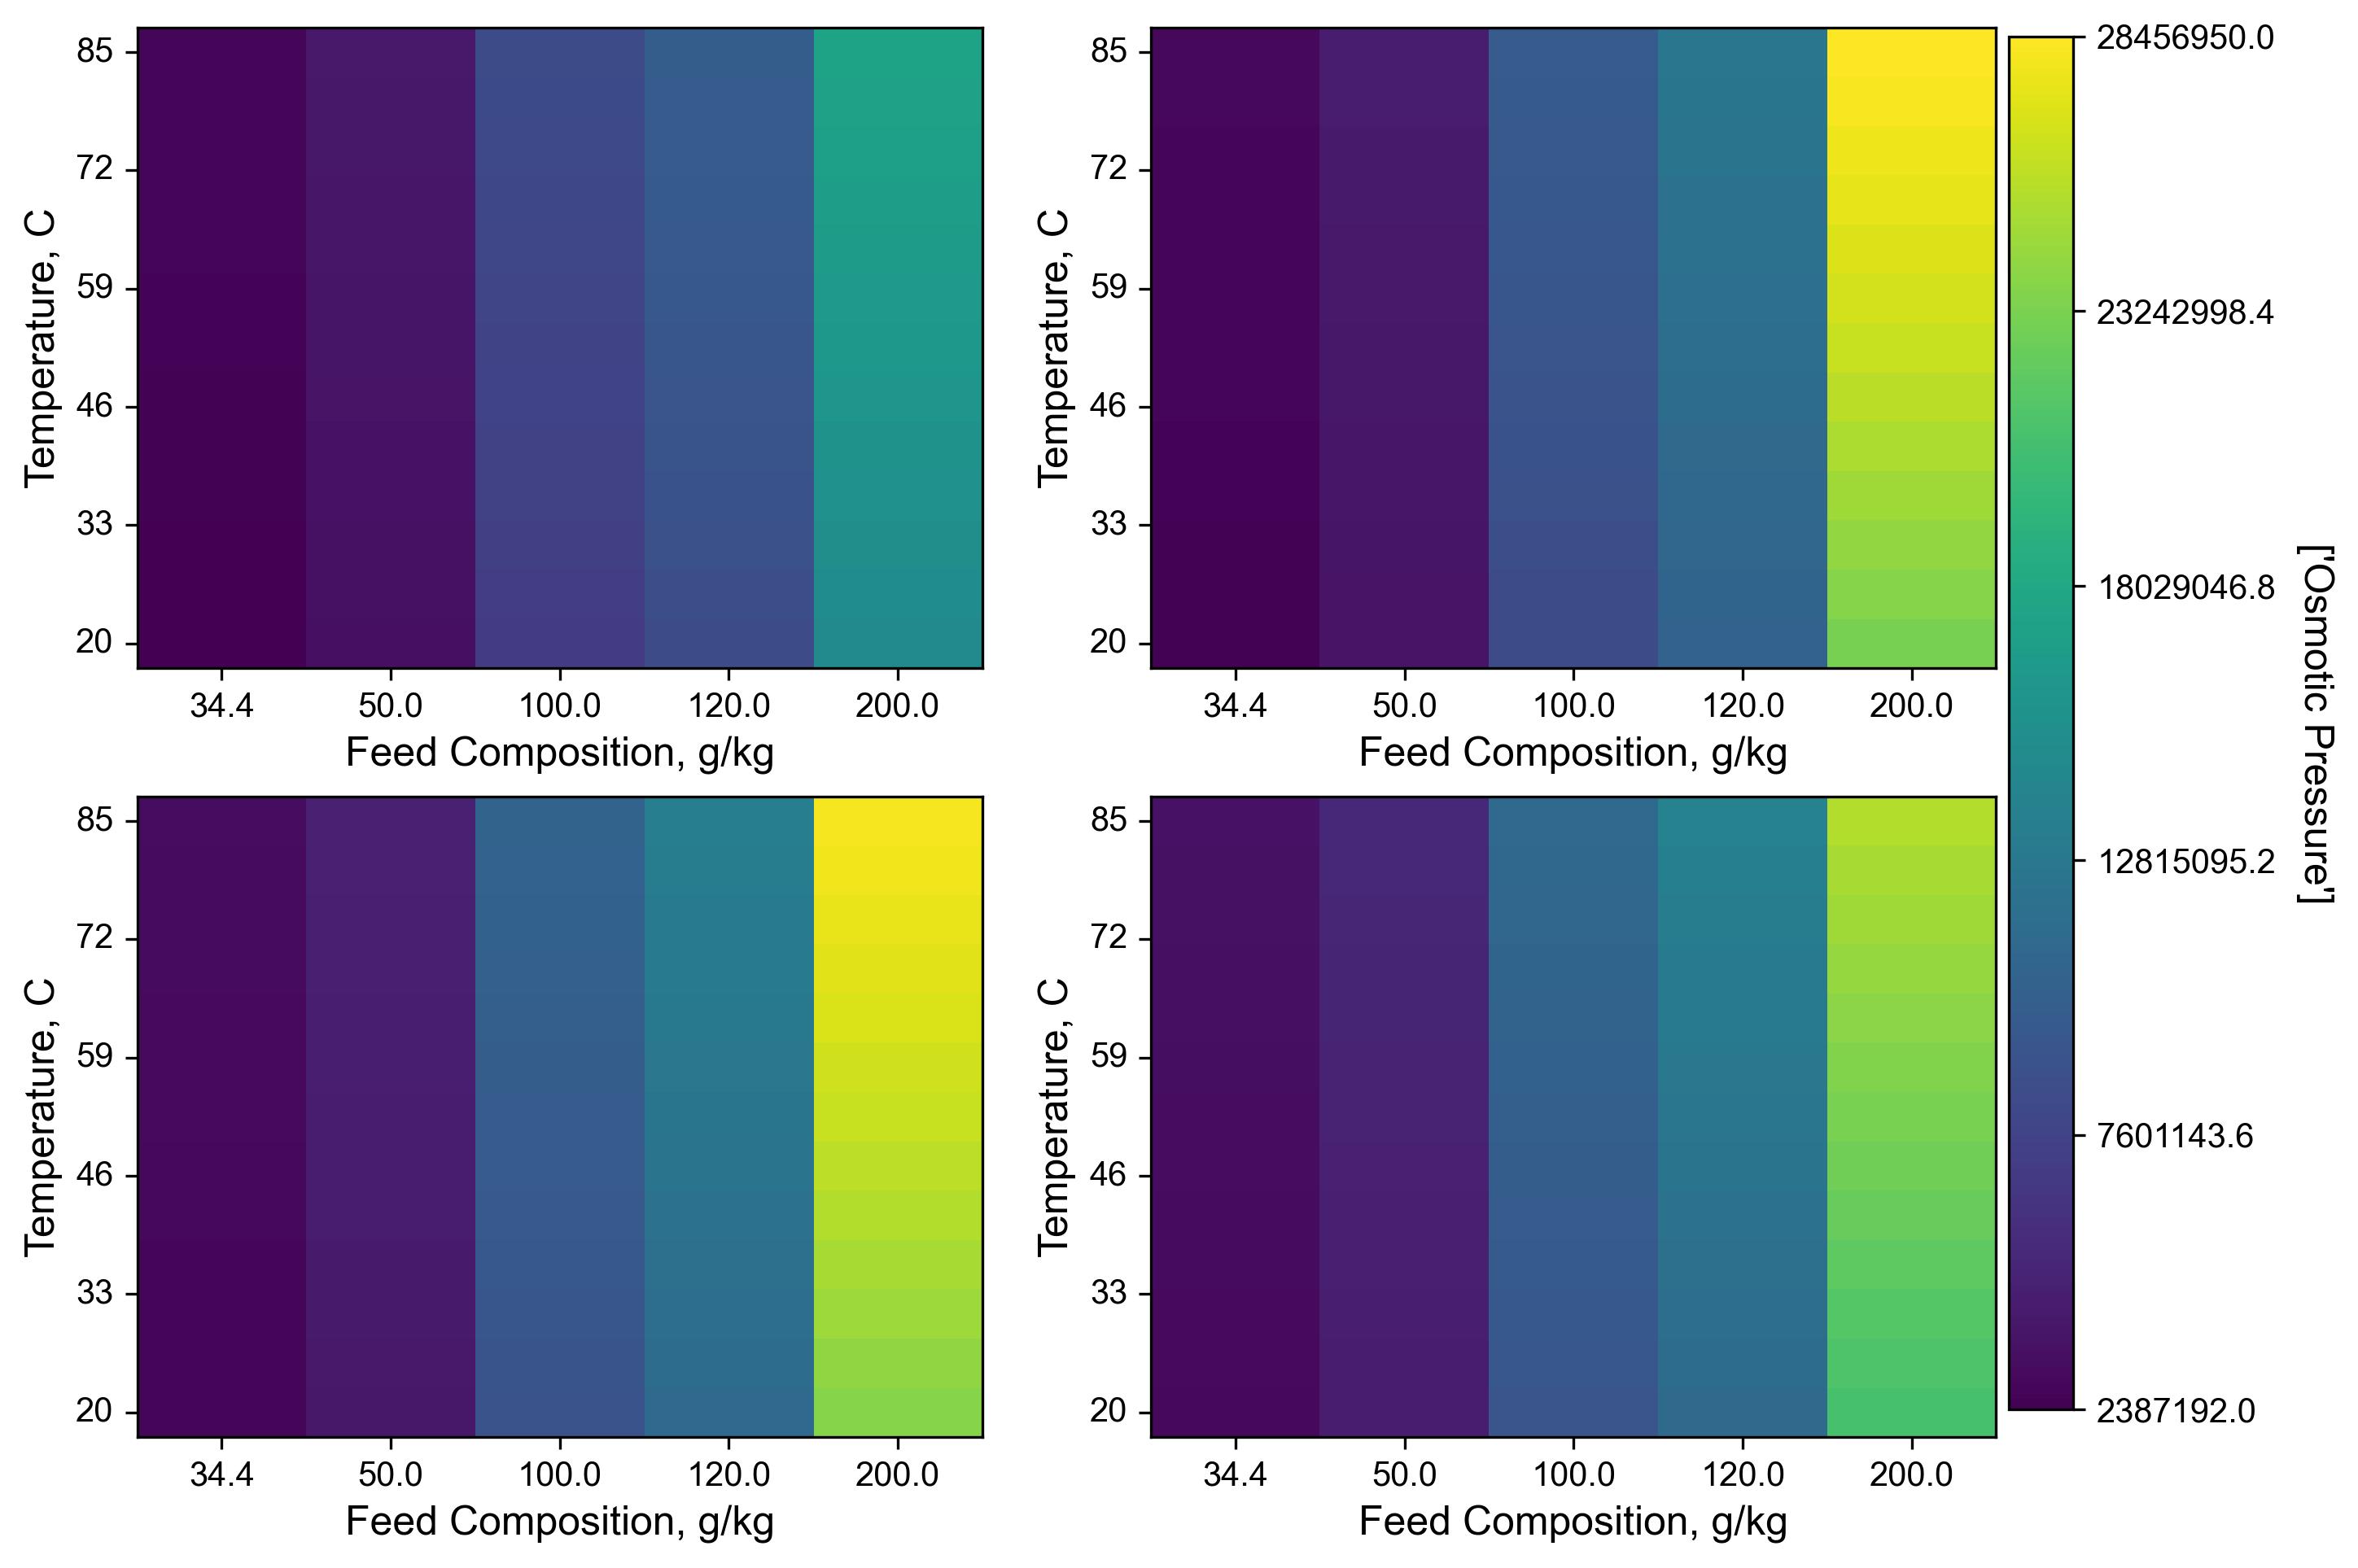 85
72
59
46
33
20
Temperature, C
34.4 50.0 100.0 120.0 200.0
Feed Composition, g/kg
85
72
59
46
33
20
Temperature, C
34.4 50.0 100.0 120.0 200.0
Feed Composition, g/kg
85
72
59
46
33
20
Temperature, C
34.4 50.0 100.0 120.0 200.0
Feed Composition, g/kg
85
72
59
46
33
20
Temperature, C
34.4 50.0 100.0 120.0 200.0
Feed Composition, g/kg
28456950.0
23242998.4
18029046.8
12815095.2
7601143.6
2387192.0
['Osmotic Pressure']